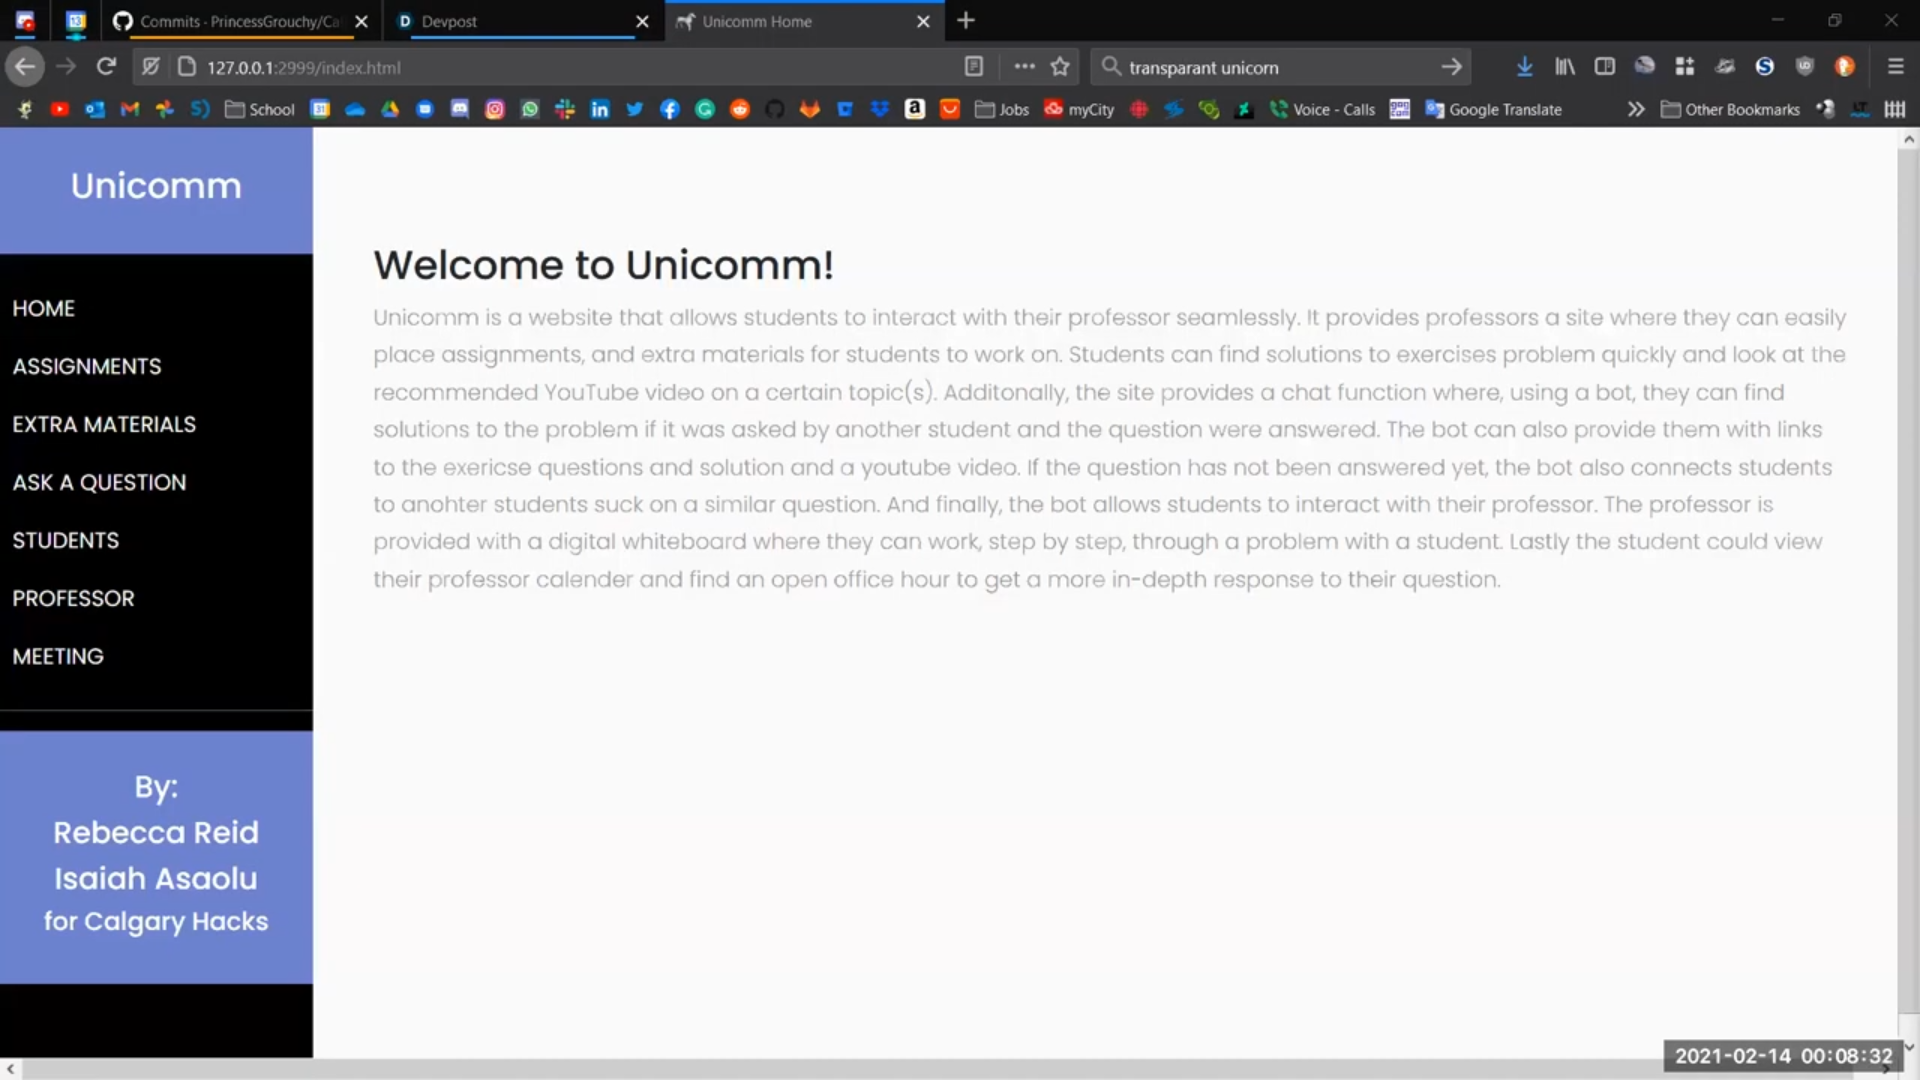 Commits · PrincessGrouchy/Ca
Devpost
Unicomm Home
127.0.0.1:2999/index.html
transparant unicorn
School
Jobs
myCity
Voice - Calls
Google Translate
Other Bookmarks
Unicomm
HOME
ASSIGNMENTS
EXTRA MATERIALS
ASK A QUESTION
STUDENTS
PROFESSOR
MEETING
By:
Rebecca Reid
Isaiah Asaolu
for Calgary Hacks
Welcome to Unicomm!
Unicomm is a website that allows students to interact with their professor seamlessly. It provides professors a site where they can easily
place assignments, and extra materials for students to work on. Students can find solutions to exercises problem quickly and look at the
recommended YouTube video on a certain topic(s). Additonally, the site provides a chat function where, using a bot, they can find
solutions to the problem if it was asked by another student and the question were answered. The bot can also provide them with links
to the exericse questions and solution and a youtube video. If the question has not been answered yet, the bot also connects students
to anohter students suck on a similar question. And finally, the bot allows students to interact with their professor. The professor is
provided with a digital whiteboard where they can work, step by step, through a problem with a student. Lastly the student could view
their professor calender and find an open office hour to get a more in-depth response to their question.
2021-02-14 00:08:32